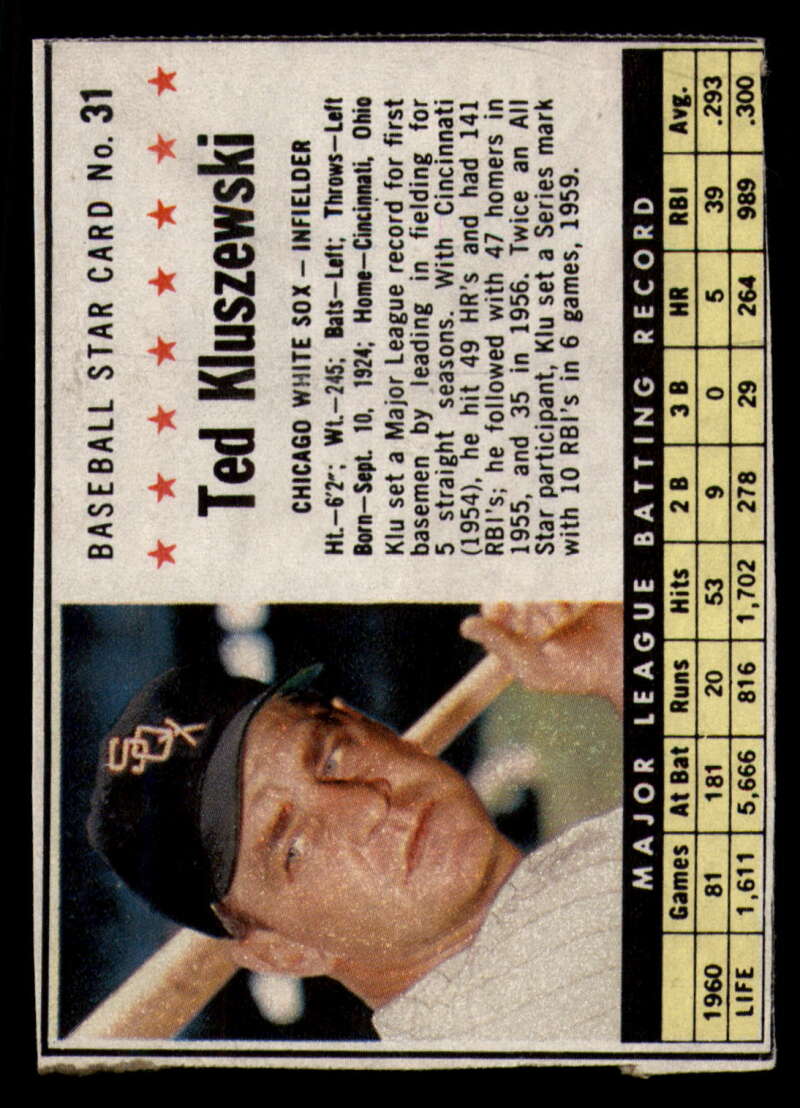 BASEBALL STAR CARD No. 31
Ted Kluszewski
CHICAGO WHITE SOX – INFIELDER
Ht.–6'2"; Wt.–245; Bats–Left; Throws–Left
Born–Sept. 10, 1924; Home–Cincinnati, Ohio
Klu set a Major League record for first
basemen by leading in fielding for
5 straight seasons. With Cincinnati
(1954), he hit 49 HR's and had 141
RBI's; he followed with 47 homers in
1955, and 35 in 1956. Twice an All
Star participant, Klu set a Series mark
with 10 RBI's in 6 games, 1959.
SOX
MAJOR LEAGUE BATTING RECORD
Games At Bat Runs Hits 2 B 3 B HR RBI Avg.
1960 81 181 20 53 9 0 5 39 .293
LIFE 1,611 5,666 816 1,702 278 29 264 989 .300